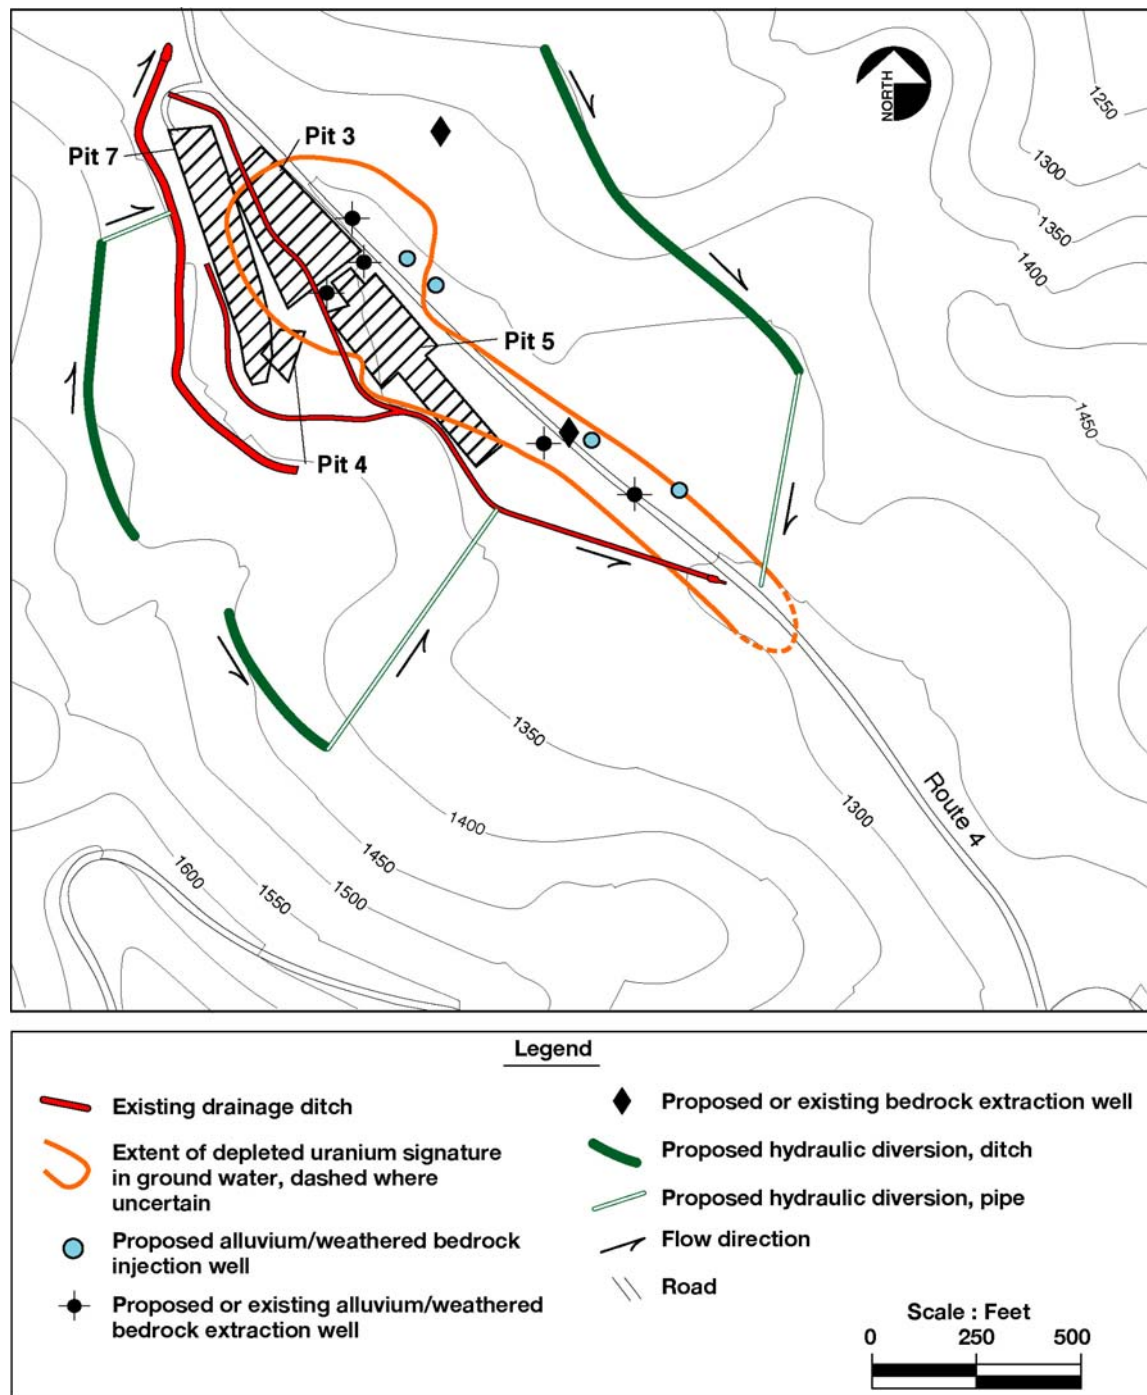 NORTH
1250
1300
1350
1400
1450
Pit 3
Pit 7
Pit 5
Pit 4
1350
1300
Route 4
1400
1450
1500
1550
1600
Legend
Existing drainage ditch
Extent of depleted uranium signature
in ground water, dashed where
uncertain
Proposed alluvium/weathered bedrock
injection well
Proposed or existing alluvium/weathered
bedrock extraction well
Proposed or existing bedrock extraction well
Proposed hydraulic diversion, ditch
Proposed hydraulic diversion, pipe
Flow direction
Road
Scale : Feet
0 250 500